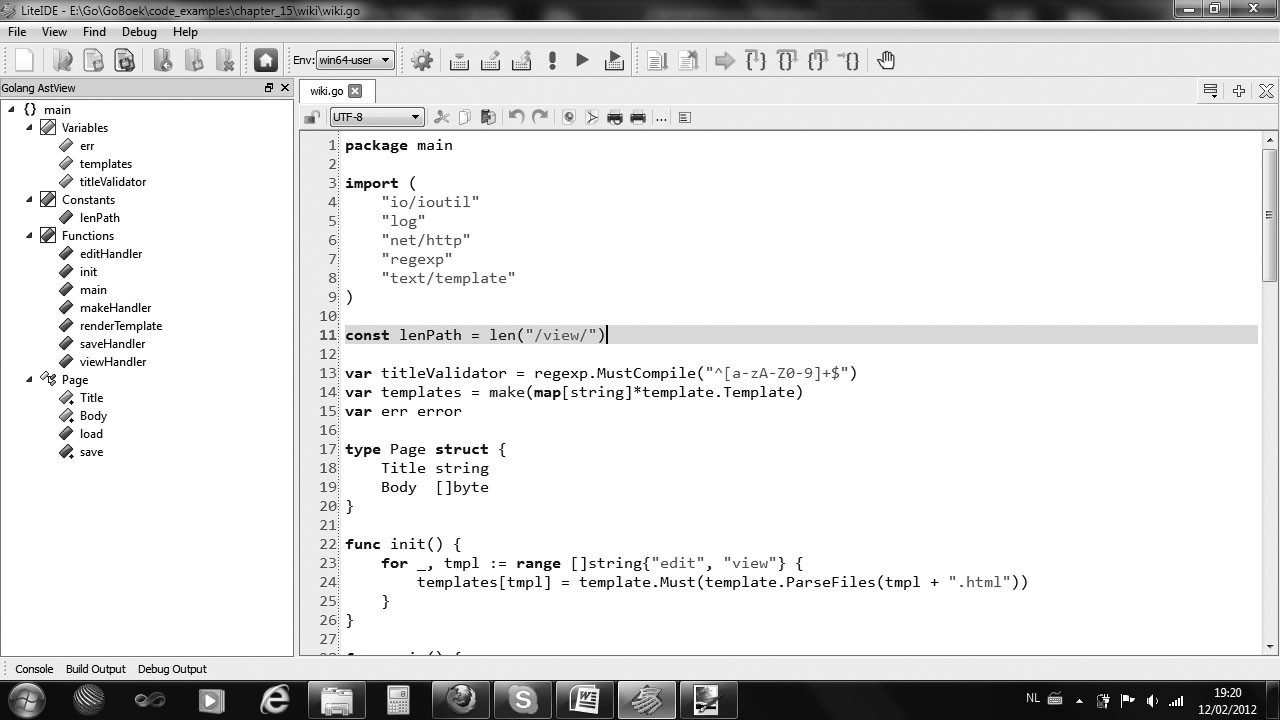 LiteIDE - E:\Go\GoBoek\code_examples\chapter_15\wiki\wiki.go
File View Find Debug Help
Env: win64-user
Golang AstView
main
Variables
err
templates
titleValidator
Constants
lenPath
Functions
editHandler
init
main
makeHandler
renderTemplate
saveHandler
viewHandler
Page
Title
Body
load
save
wiki.go
UTF-8
1 package main
2
3 import (
4     "io/ioutil"
5     "log"
6     "net/http"
7     "regexp"
8     "text/template"
9 )
10
11 const lenPath = len("/view/")
12
13 var titleValidator = regexp.MustCompile("^[a-zA-Z0-9]+$")
14 var templates = make(map[string]*template.Template)
15 var err error
16
17 type Page struct {
18     Title string
19     Body  []byte
20 }
21
22 func init() {
23     for _, tmpl := range []string{"edit", "view"} {
24         templates[tmpl] = template.Must(template.ParseFiles(tmpl + ".html"))
25     }
26 }
27
Console Build Output Debug Output
NL
19:20
12/02/2012